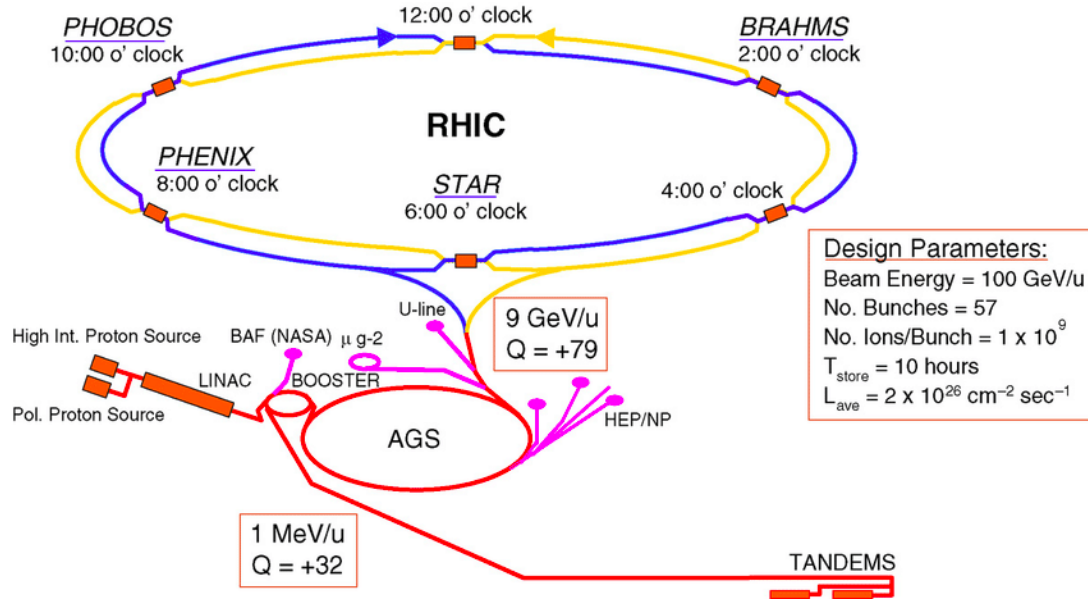 12:00 o' clock
PHOBOS
10:00 o' clock
BRAHMS
2:00 o' clock
RHIC
PHENIX
8:00 o' clock
STAR
6:00 o' clock
4:00 o' clock
Design Parameters:
Beam Energy = 100 GeV/u
No. Bunches = 57
No. Ions/Bunch = 1 x 10⁹
T_store = 10 hours
L_ave = 2 x 10²⁶ cm⁻² sec⁻¹
U-line
9 GeV/u
Q = +79
High Int. Proton Source
BAF (NASA)
µ g-2
LINAC
BOOSTER
Pol. Proton Source
AGS
HEP/NP
1 MeV/u
Q = +32
TANDEMS